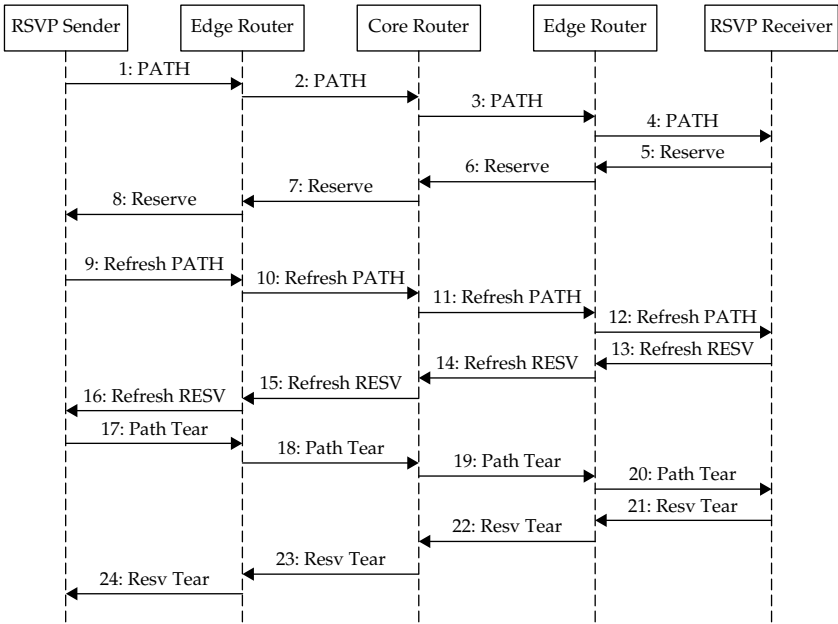 RSVP Sender
Edge Router
Core Router
Edge Router
RSVP Receiver
1: PATH
2: PATH
3: PATH
4: PATH
5: Reserve
6: Reserve
7: Reserve
8: Reserve
9: Refresh PATH
10: Refresh PATH
11: Refresh PATH
12: Refresh PATH
13: Refresh RESV
14: Refresh RESV
15: Refresh RESV
16: Refresh RESV
17: Path Tear
18: Path Tear
19: Path Tear
20: Path Tear
21: Resv Tear
22: Resv Tear
23: Resv Tear
24: Resv Tear